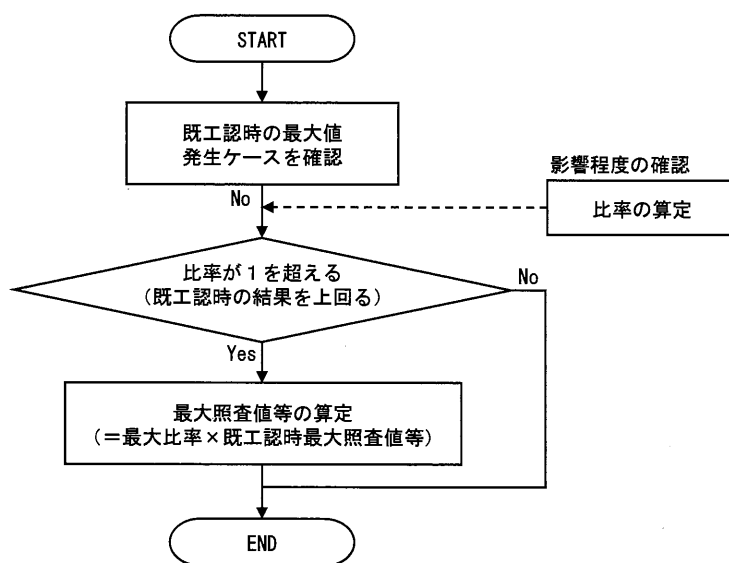 START
既工認時の最大値
発生ケースを確認
影響程度の確認
No
比率の算定
比率が1を超える
(既工認時の結果を上回る)
No
Yes
最大照査値等の算定
(=最大比率×既工認時最大照査値等)
END